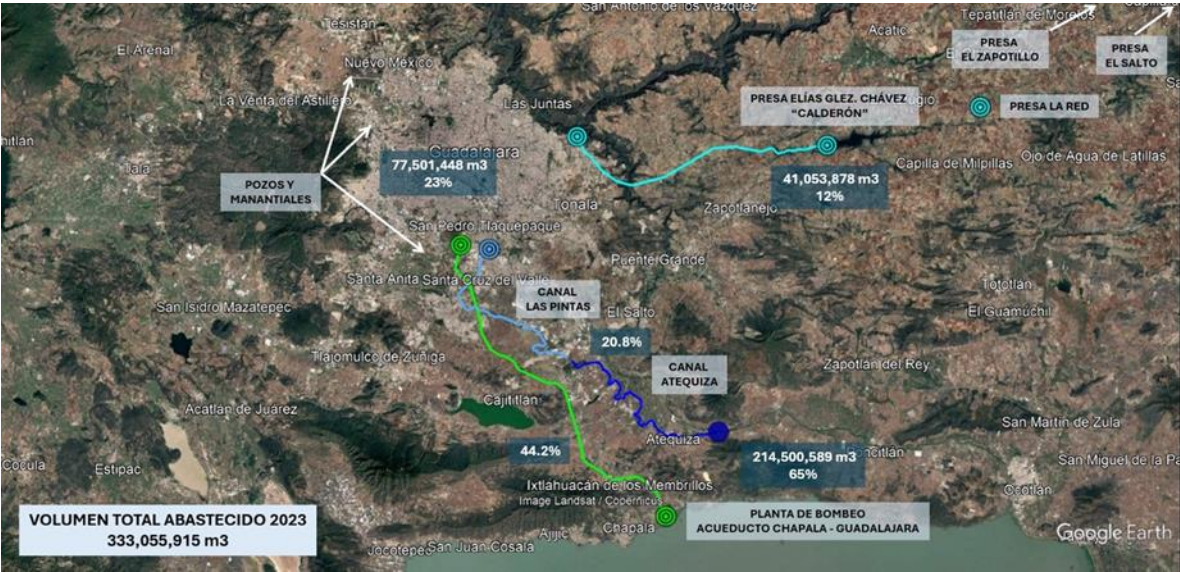 San Antonio de los Vazquez
Tesistán
Tepatitlán de Morelos
Acatic
El Arenal
Nuevo México
PRESA
EL ZAPOTILLO
PRESA
EL SALTO
La Venta del Astillero
Las Juntas
PRESA ELÍAS GLEZ. CHÁVEZ
"CALDERÓN"
PRESA LA RED
Guadalajara
77,501,448 m3
23%
Tala
Capilla de Milpillas
Ojo de Agua de Latillas
POZOS Y
MANANTIALES
41,053,878 m3
12%
Tonalá
Zapotlanejo
San Pedro Tlaquepaque
Puente Grande
Santa Anita
Santa Cruz del Valle
CANAL
LAS PINTAS
Tototlán
San Isidro Mazatepec
El Salto
El Guamúchil
20.8%
Tlajomulco de Zúñiga
CANAL
ATEQUIZA
Zapotlán del Rey
Cajititlán
Acatlán de Juárez
San Martín de Zula
Atequiza
44.2%
214,500,589 m3
65%
Cocula
Estipac
San Miguel de la
Ixtlahuacán de los Membrillos
Ocotlán
Image Landsat / Copernicus
PLANTA DE BOMBEO
ACUEDUCTO CHAPALA - GUADALAJARA
VOLUMEN TOTAL ABASTECIDO 2023
333,055,915 m3
Chapala
Ajijic
Google Earth
Jocotepec
San Juan Cosala